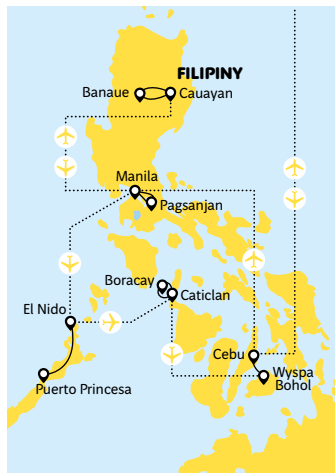 FILIPINY
Banaue
Cauayan
Manila
Pagsanjan
Boracay
Caticlan
El Nido
Cebu
Puerto Princesa
Wyspa
Bohol